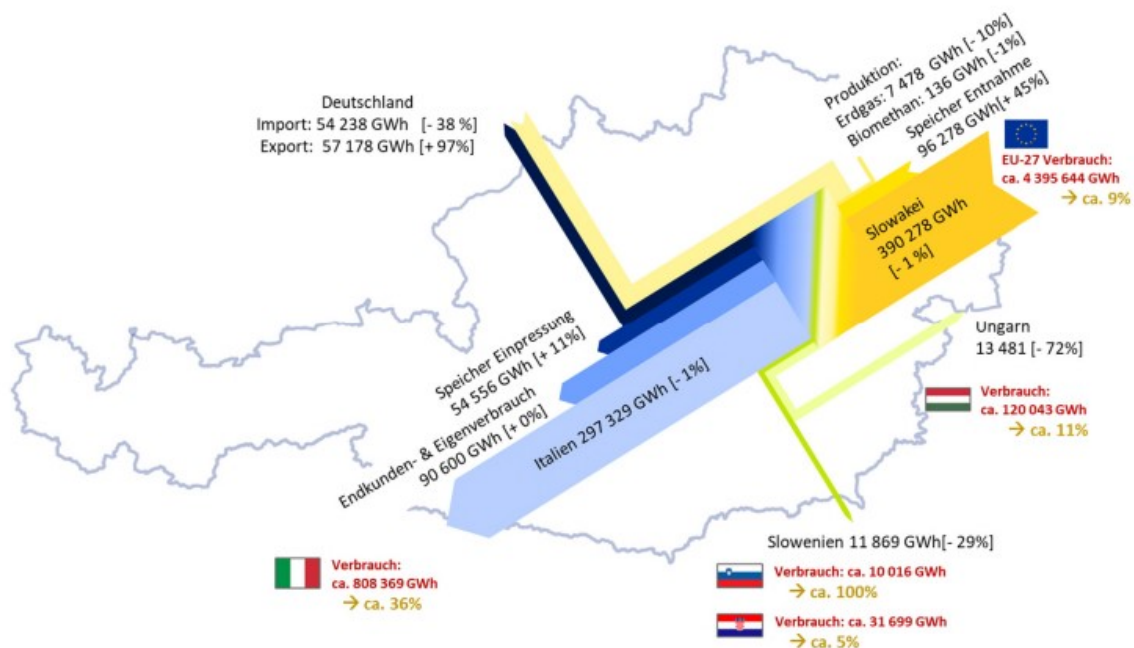 Deutschland
Import: 54 238 GWh [- 38 %]
Export: 57 178 GWh [+ 97%]
Produktion:
Erdgas: 7 478 GWh [- 10%]
Biomethan: 136 GWh [-1%]
Speicher Entnahme
96 278 GWh[+ 45%]
EU-27 Verbrauch:
ca. 4 395 644 GWh
→ ca. 9%
Slowakei
390 278 GWh
[- 1 %]
Ungarn
13 481 [- 72%]
Verbrauch:
ca. 120 043 GWh
→ ca. 11%
Speicher Einpressung
54 556 GWh [+ 11%]
Endkunden- & Eigenverbrauch
90 600 GWh [+ 0%]
Italien 297 329 GWh [- 1%]
Slowenien 11 869 GWh[- 29%]
Verbrauch:
ca. 808 369 GWh
→ ca. 36%
Verbrauch: ca. 10 016 GWh
→ ca. 100%
Verbrauch: ca. 31 699 GWh
→ ca. 5%